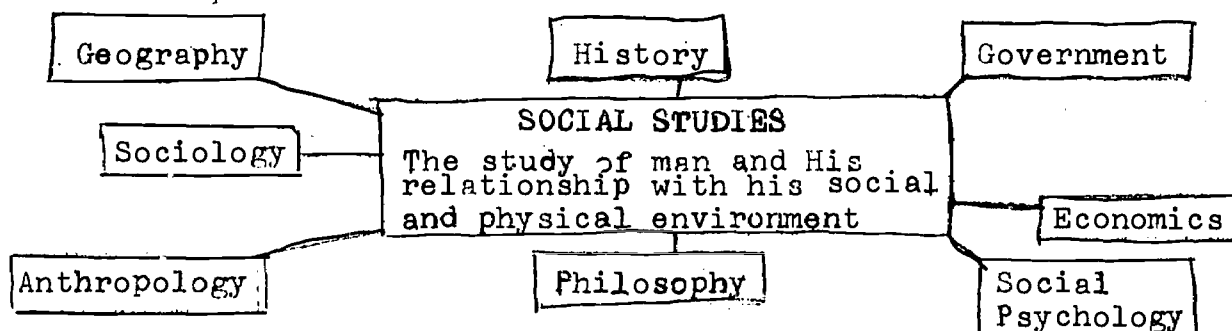 Geography
History
Government
SOCIAL STUDIES
The study of man and His
relationship with his social
and physical environment
Sociology
Economics
Anthropology
Philosophy
Social
Psychology